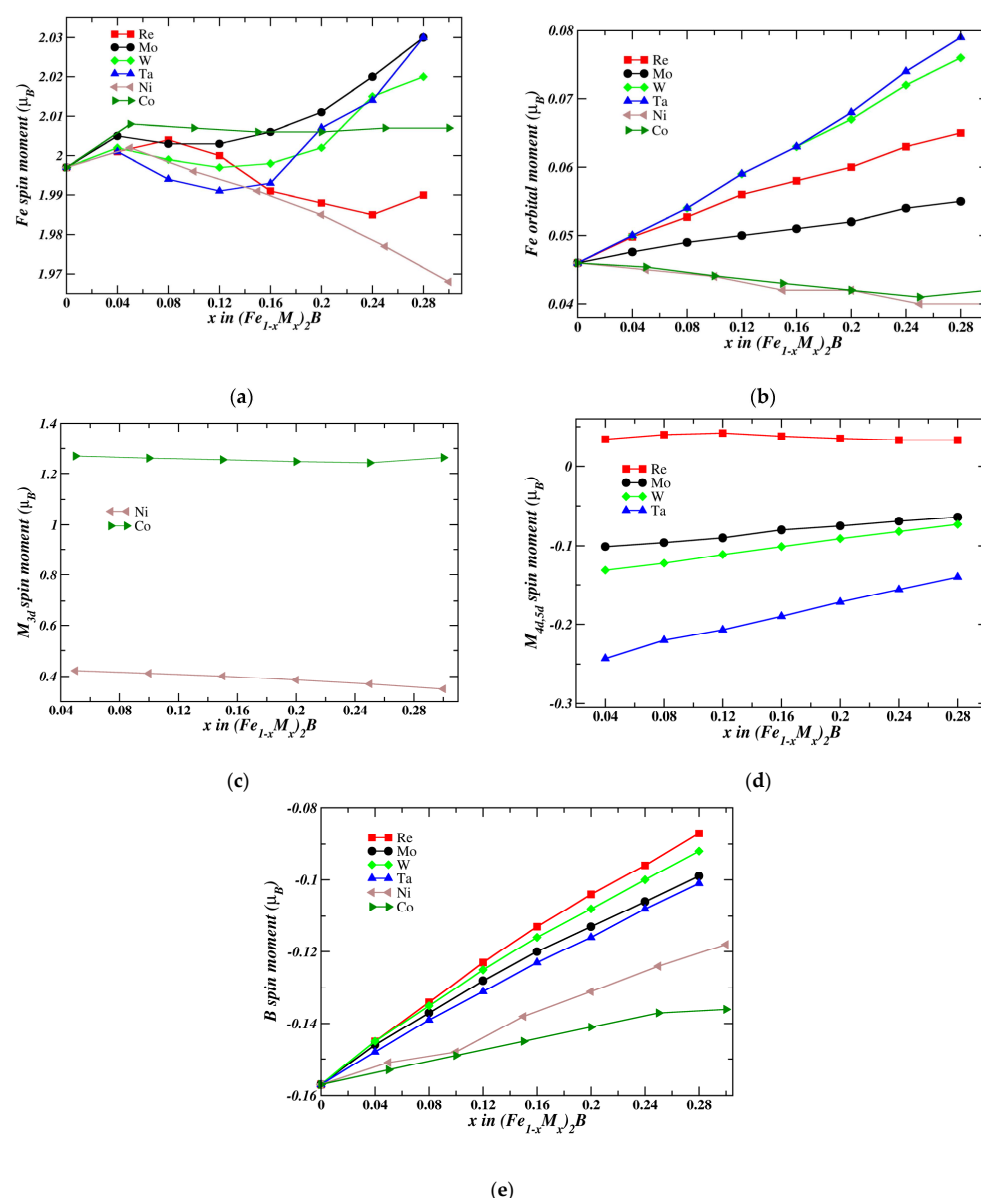 2.03
2.02
2.01
2
1.99
1.98
1.97
Fe spin moment (μB)
Re
Mo
W
Ta
Ni
Co
0 0.04 0.08 0.12 0.16 0.2 0.24 0.28
x in (Fe1-xMx)2B
(a)
0.08
0.07
0.06
0.05
0.04
Fe orbital moment (μB)
Re
Mo
W
Ta
Ni
Co
0 0.04 0.08 0.12 0.16 0.2 0.24 0.28
x in (Fe1-xMx)2B
(b)
1.4
1.2
1
0.8
0.6
0.4
M3d spin moment (μB)
Ni
Co
0.04 0.08 0.12 0.16 0.2 0.24 0.28
x in (Fe1-xMx)2B
(c)
0
-0.1
-0.2
-0.3
M4d,5d spin moment (μB)
Re
Mo
W
Ta
0.04 0.08 0.12 0.16 0.2 0.24 0.28
x in (Fe1-xMx)2B
(d)
-0.08
-0.1
-0.12
-0.14
-0.16
B spin moment (μB)
Re
Mo
W
Ta
Ni
Co
0 0.04 0.08 0.12 0.16 0.2 0.24 0.28
x in (Fe1-xMx)2B
(e)